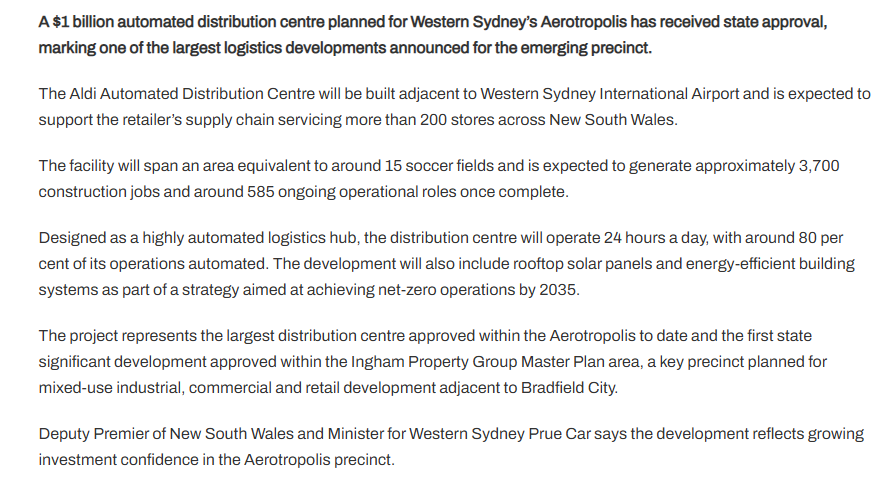 A $1 billion automated distribution centre planned for Western Sydney’s Aerotropolis has received state approval,
marking one of the largest logistics developments announced for the emerging precinct.
The Aldi Automated Distribution Centre will be built adjacent to Western Sydney International Airport and is expected to
support the retailer’s supply chain servicing more than 200 stores across New South Wales.
The facility will span an area equivalent to around 15 soccer fields and is expected to generate approximately 3,700
construction jobs and around 585 ongoing operational roles once complete.
Designed as a highly automated logistics hub, the distribution centre will operate 24 hours a day, with around 80 per
cent of its operations automated. The development will also include rooftop solar panels and energy-efficient building
systems as part of a strategy aimed at achieving net-zero operations by 2035.
The project represents the largest distribution centre approved within the Aerotropolis to date and the first state
significant development approved within the Ingham Property Group Master Plan area, a key precinct planned for
mixed-use industrial, commercial and retail development adjacent to Bradfield City.
Deputy Premier of New South Wales and Minister for Western Sydney Prue Car says the development reflects growing
investment confidence in the Aerotropolis precinct.